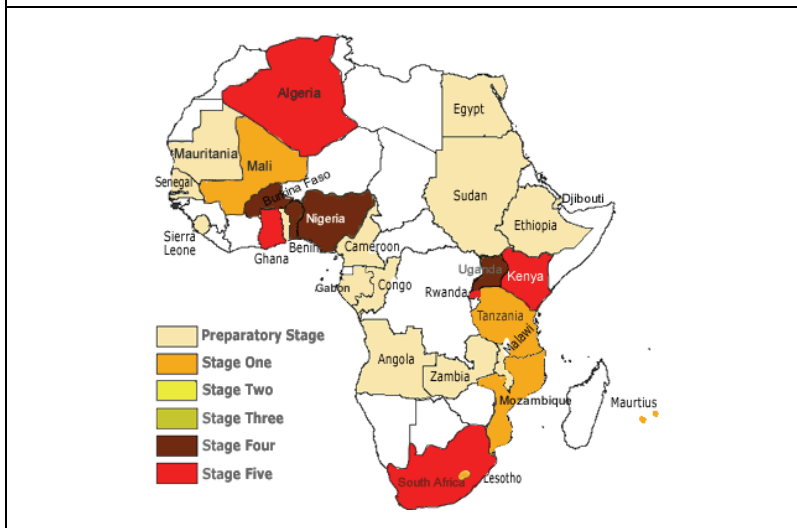 Algeria
Egypt
Mauritania
Mali
Senegal
Burkina Faso
Sudan
Djibouti
Nigeria
Ethiopia
Sierra
Leone
Benin
Cameroon
Ghana
Uganda
Kenya
Gabon
Congo
Rwanda
Tanzania
Preparatory Stage
Malawi
Stage One
Angola
Zambia
Stage Two
Mozambique
Maurtius
Stage Three
Stage Four
Stage Five
South Africa
Lesotho